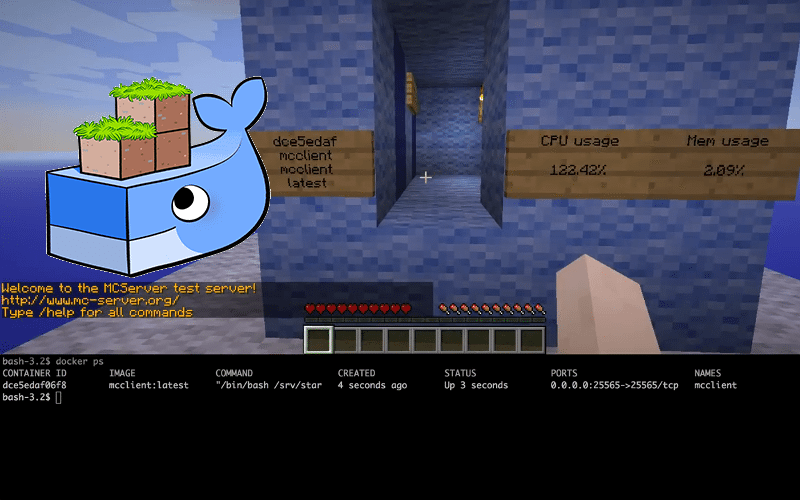 dce5edaf
mcclient
mcclient
latest
CPU usage
122.42%
Mem usage
2.09%
Welcome to the MCServer test server!
http://www.mc-server.org/
Type /help for all commands
bash-3.2$ docker ps
CONTAINER ID IMAGE COMMAND CREATED STATUS PORTS NAMES
dce5edaf06f8 mcclient:latest "/bin/bash /srv/star 4 seconds ago Up 3 seconds 0.0.0.0:25565->25565/tcp mcclient
bash-3.2$